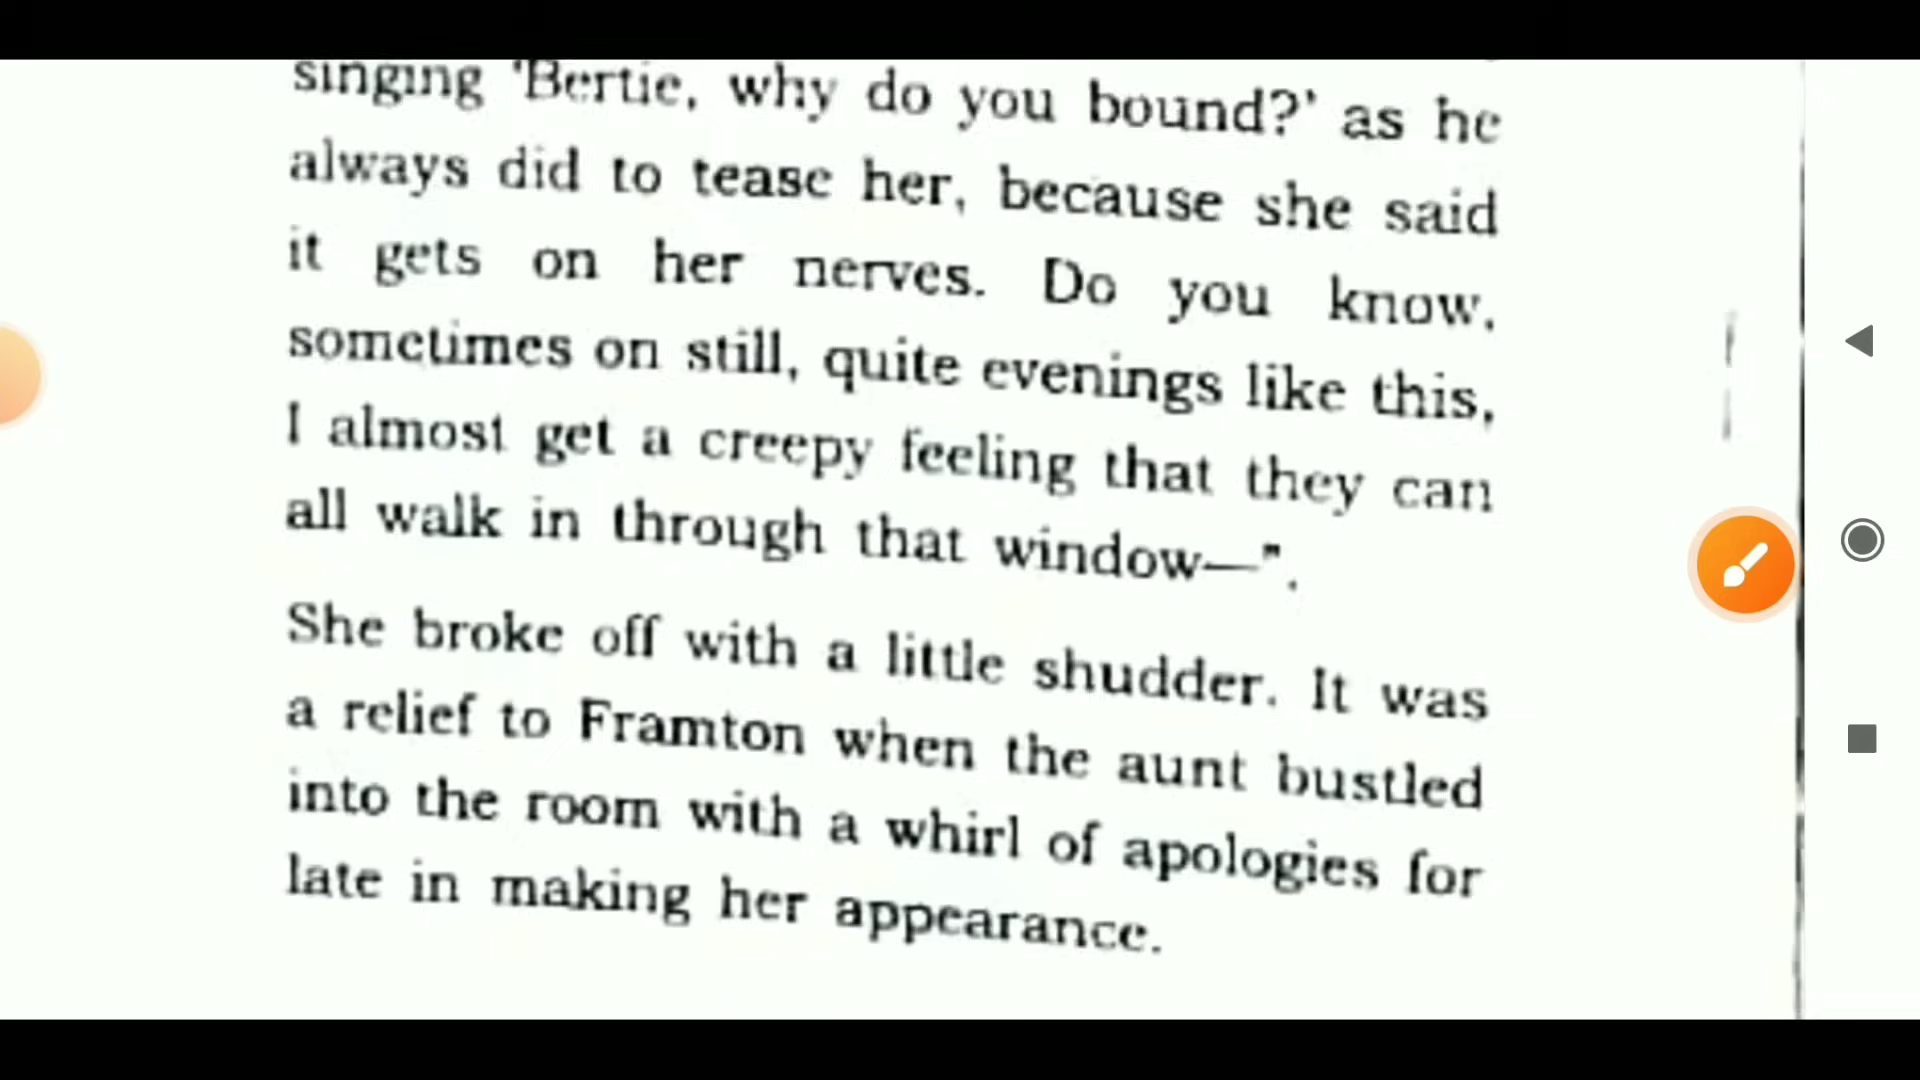 singing 'Bertie, why do you bound?' as he
always did to tease her, because she said
it gets on her nerves. Do you know,
sometimes on still, quite evenings like this,
I almost get a creepy feeling that they can
all walk in through that window—”.
She broke off with a little shudder. It was
a relief to Framton when the aunt bustled
into the room with a whirl of apologies for
late in making her appearance.